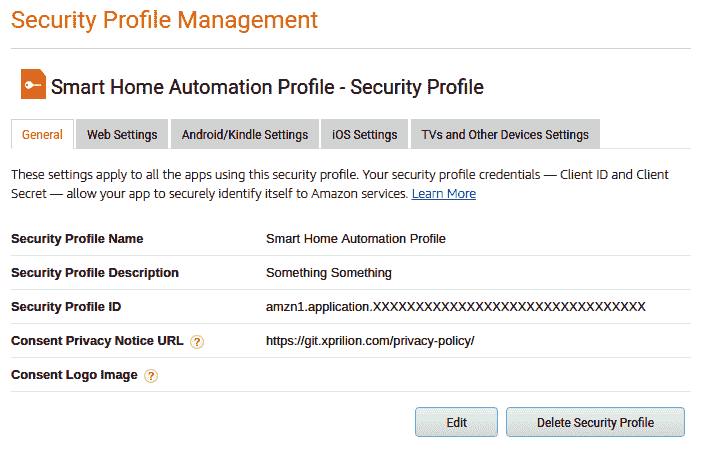 Security Profile Management
Smart Home Automation Profile - Security Profile
General Web Settings Android/Kindle Settings iOS Settings TVs and Other Devices Settings
These settings apply to all the apps using this security profile. Your security profile credentials — Client ID and Client
Secret — allow your app to securely identify itself to Amazon services. Learn More
Security Profile Name Smart Home Automation Profile
Security Profile Description Something Something
Security Profile ID amzn1.application.XXXXXXXXXXXXXXXXXXXXXXXXXXXXXXXX
Consent Privacy Notice URL ? https://git.xprilion.com/privacy-policy/
Consent Logo Image ?
Edit Delete Security Profile